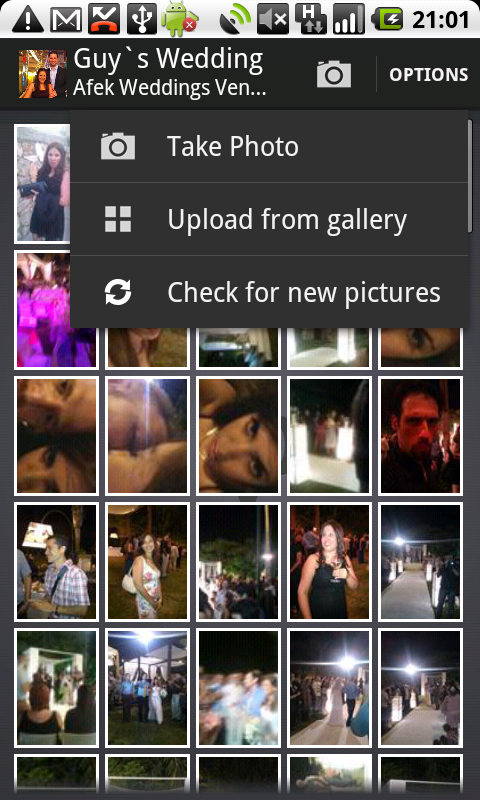 H
21:01
Guy`s Wedding
Afek Weddings Ven...
OPTIONS
Take Photo
Upload from gallery
Check for new pictures